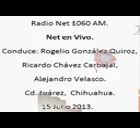 Radio Net 1060 AM.
Net en Vivo.
Conduce: Rogelio González Quiroz,
Ricardo Chávez Carbajal,
Alejandro Velasco.
Cd.Juárez, Chihuahua.
15 Julio 2013.